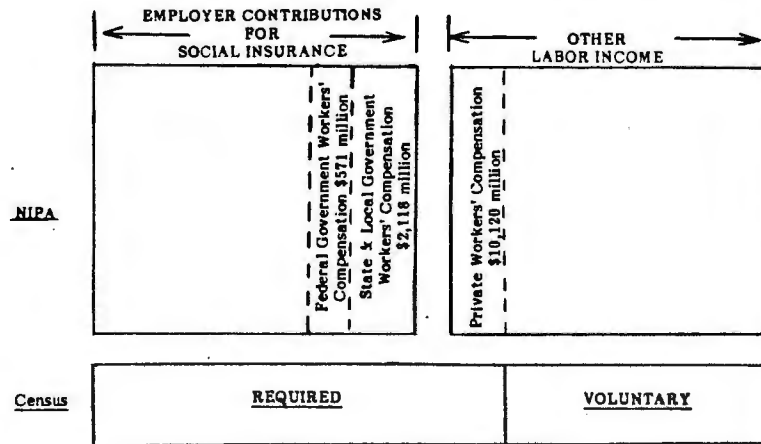 EMPLOYER CONTRIBUTIONS
FOR
SOCIAL INSURANCE
OTHER
LABOR INCOME
NIPA
Federal Government Workers'
Compensation $571 million
State & Local Government
Workers' Compensation
$2,118 million
Private Workers' Compensation
$10,120 million
Census
REQUIRED
VOLUNTARY